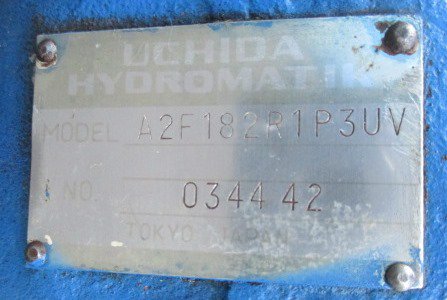 UCHIDA
HYDROMATIK
MODEL A2F182R1P3UV
NO. 0344 42
TOKYO JAPAN